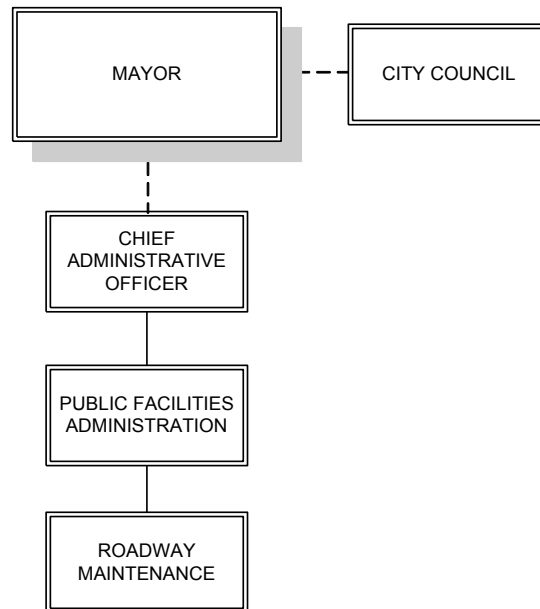 MAYOR
CITY COUNCIL
CHIEF
ADMINISTRATIVE
OFFICER
PUBLIC FACILITIES
ADMINISTRATION
ROADWAY
MAINTENANCE